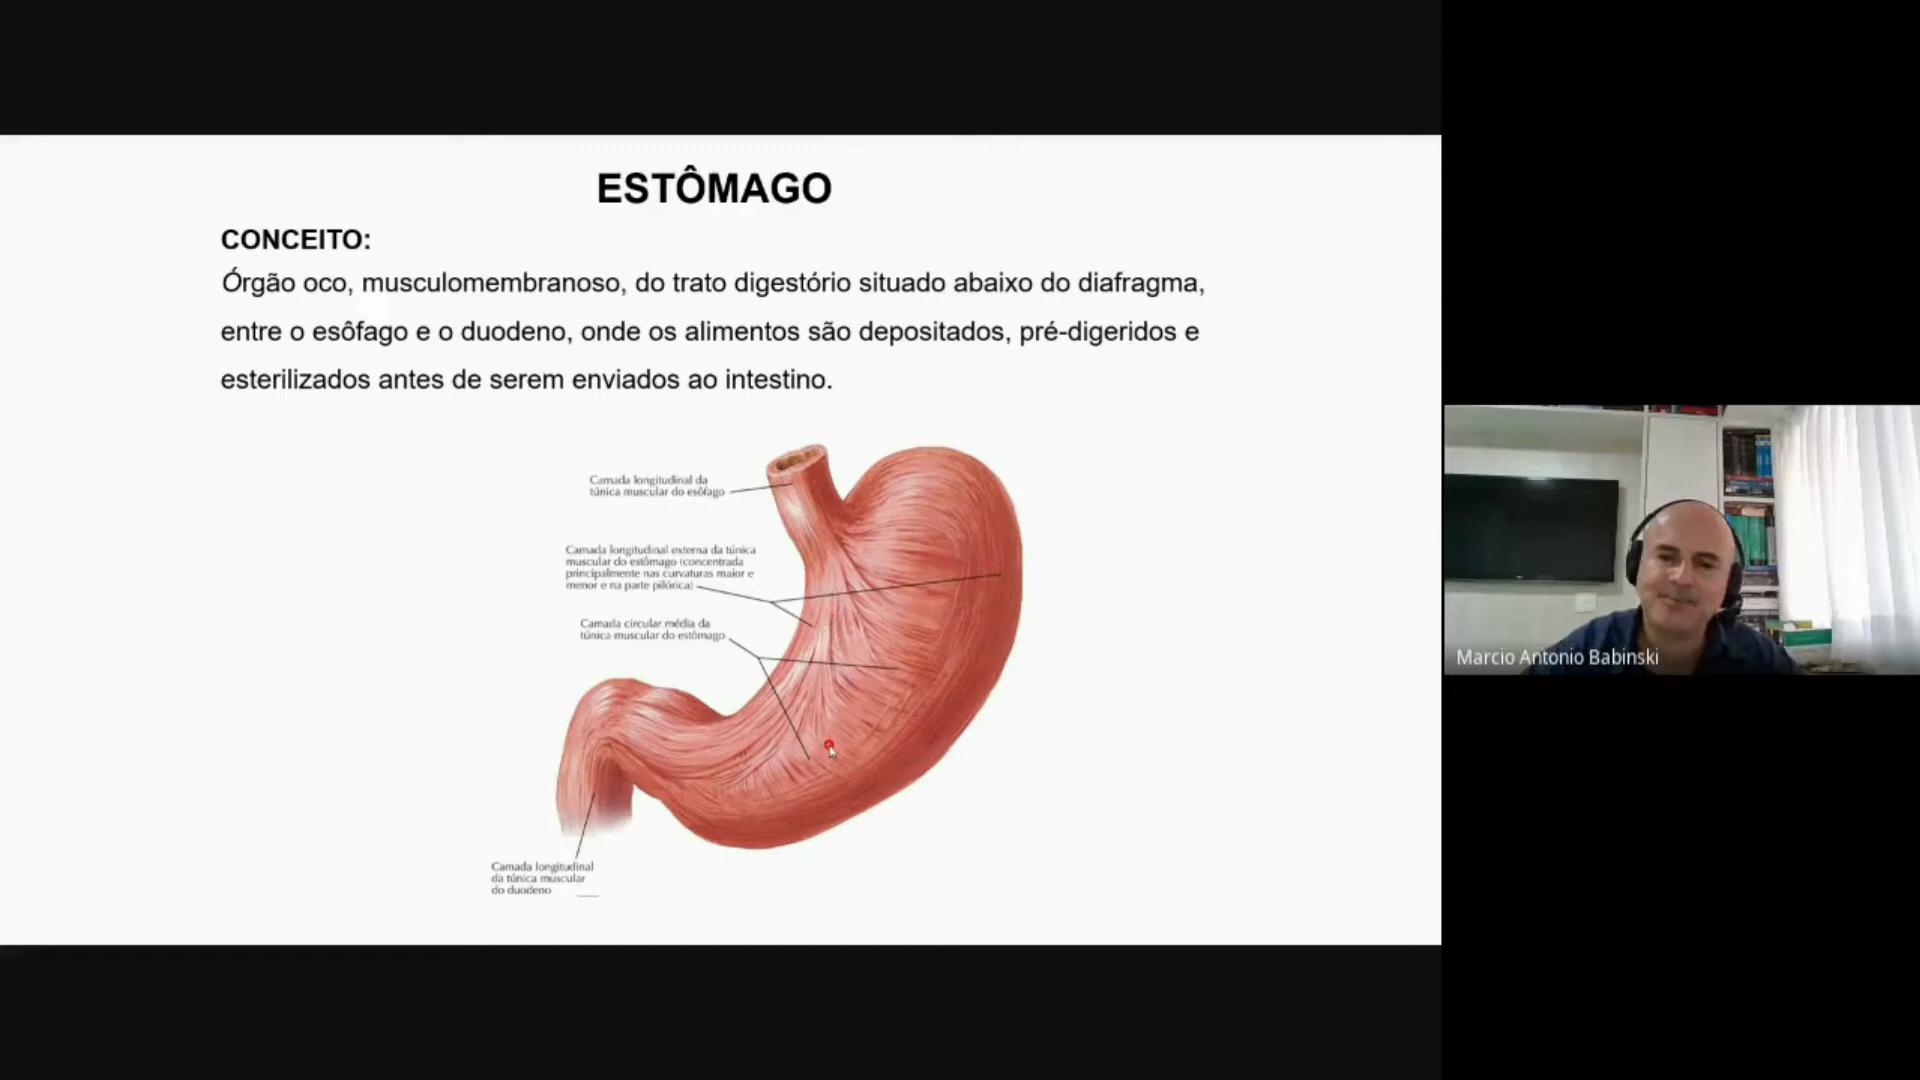 ESTÔMAGO
CONCEITO:
Órgão oco, musculomembranoso, do trato digestório situado abaixo do diafragma,
entre o esôfago e o duodeno, onde os alimentos são depositados, pré-digeridos e
esterilizados antes de serem enviados ao intestino.
Camada longitudinal da
túnica muscular do esôfago
Camada longitudinal externa da túnica
muscular do estômago (concentrada
principalmente nas curvaturas maior e
menor e na parte pilórica)
Camada circular média da
túnica muscular do estômago
Camada longitudinal
da túnica muscular
do duodeno
Marcio Antonio Babinski